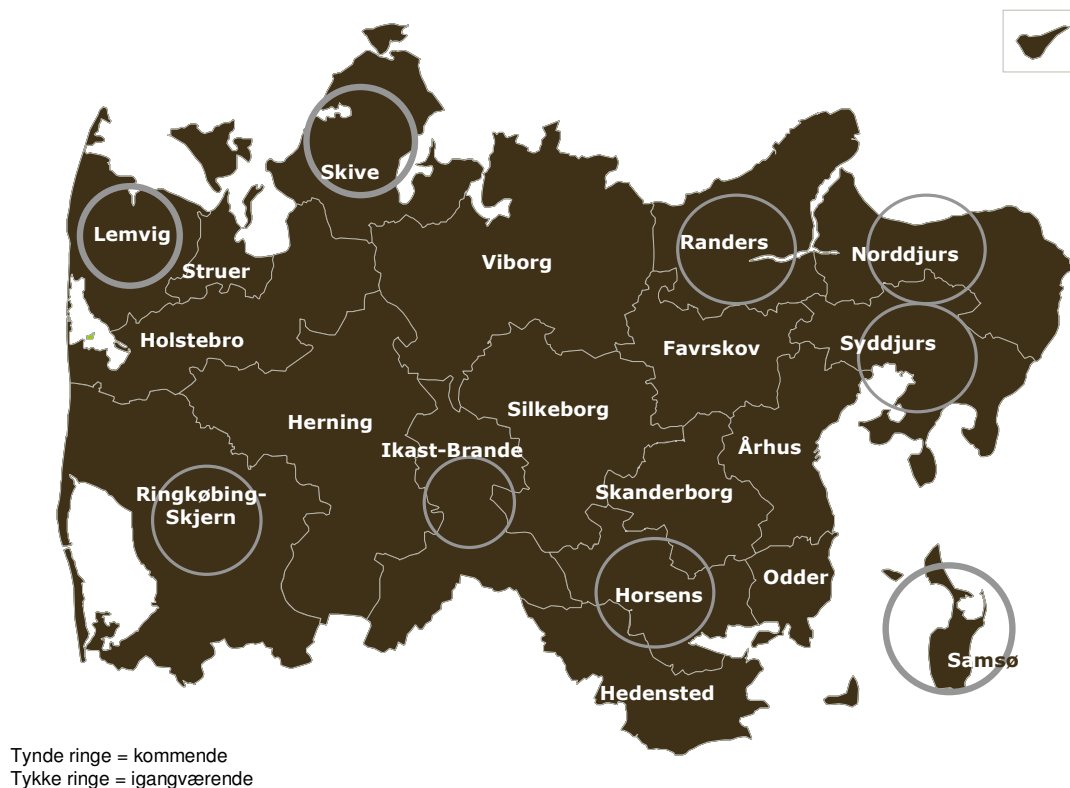 Skive
Lemvig
Randers
Norddjurs
Viborg
Struer
Holstebro
Favrskov
Syddjurs
Silkeborg
Herning
Århus
Ikast-Brande
Skanderborg
Ringkøbing-
Skjern
Odder
Horsens
Samsø
Hedensted
Tynde ringe = kommende
Tykke ringe = igangværende